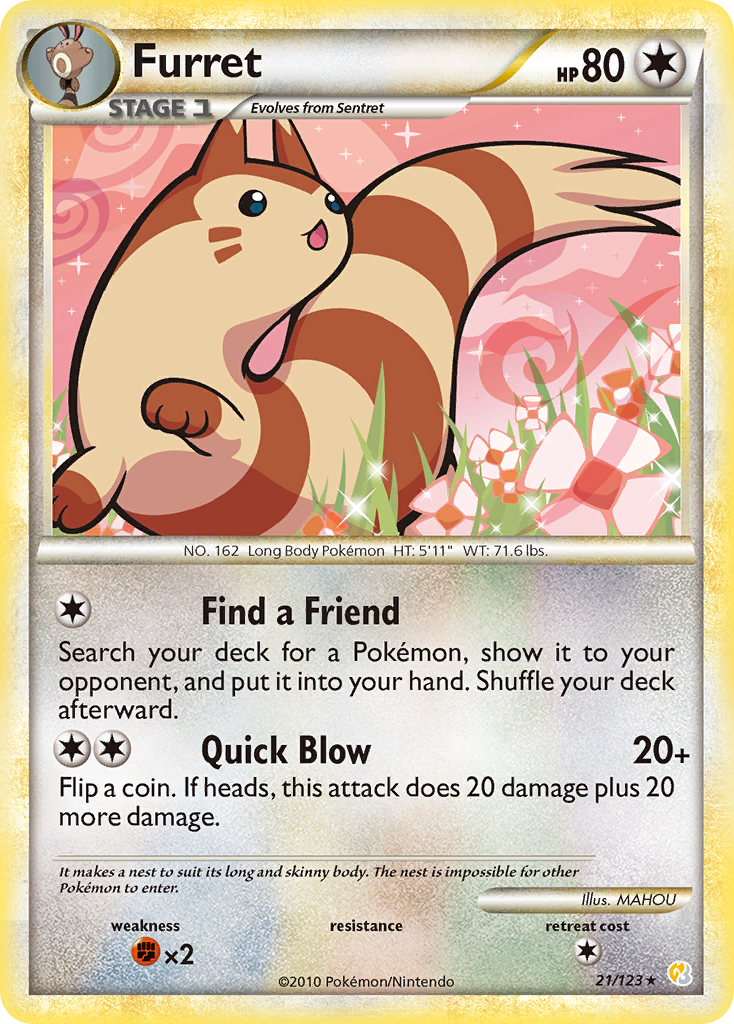 Furret
HP 80
STAGE 1
Evolves from Sentret
NO. 162 Long Body Pokémon HT: 5'11" WT: 71.6 lbs.
Find a Friend
Search your deck for a Pokémon, show it to your
opponent, and put it into your hand. Shuffle your deck
afterward.
Quick Blow 20+
Flip a coin. If heads, this attack does 20 damage plus 20
more damage.
It makes a nest to suit its long and skinny body. The nest is impossible for other
Pokémon to enter.
Illus. MAHOU
weakness resistance retreat cost
×2
©2010 Pokémon/Nintendo
21/123 ★